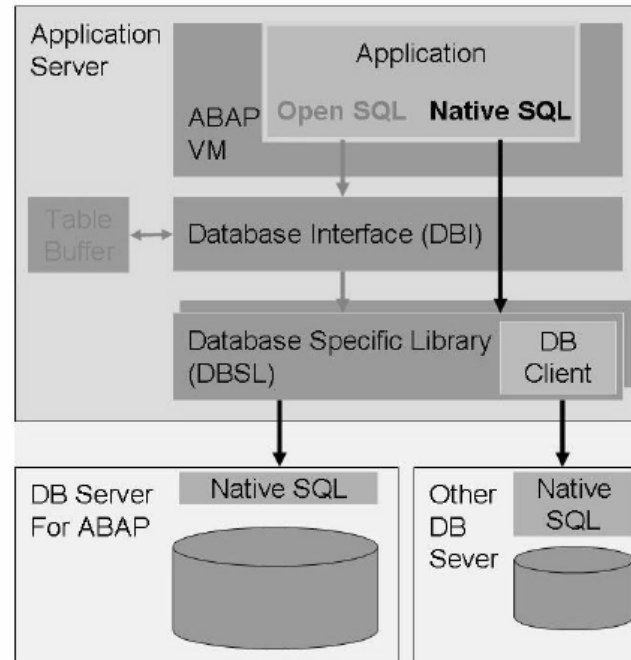 Application
Server
Application
Open SQL Native SQL
ABAP
VM
Table
Buffer
Database Interface (DBI)
Database Specific Library
(DBSL)
DB
Client
DB Server
For ABAP
Native SQL
Other
DB
Sever
Native
SQL